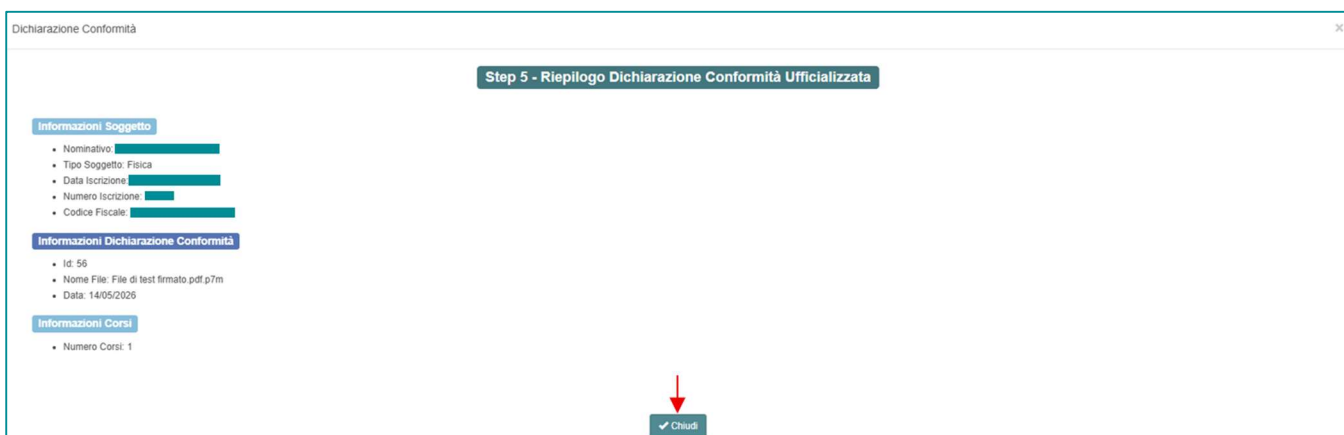 Dichiarazione Conformità
×
Step 5 - Riepilogo Dichiarazione Conformità Ufficializzata
Informazioni Soggetto
• Nominativo:
• Tipo Soggetto: Fisica
• Data Iscrizione:
• Numero Iscrizione:
• Codice Fiscale:
Informazioni Dichiarazione Conformità
• Id: 56
• Nome File: File di test firmato.pdf.p7m
• Data: 14/05/2026
Informazioni Corsi
• Numero Corsi: 1
✔ Chiudi